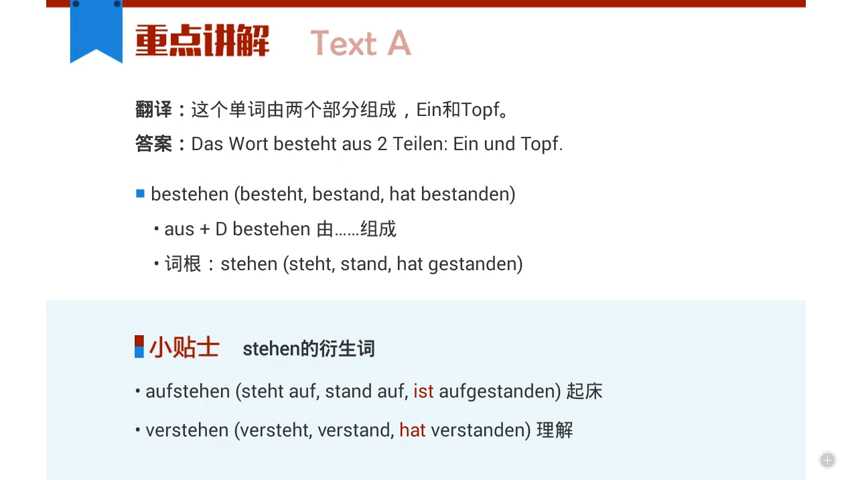 重点讲解 Text A
翻译：这个单词由两个部分组成，Ein和Topf。
答案：Das Wort besteht aus 2 Teilen: Ein und Topf.
bestehen (besteht, bestand, hat bestanden)
• aus + D bestehen 由……组成
• 词根：stehen (steht, stand, hat gestanden)
小贴士 stehen的衍生词
• aufstehen (steht auf, stand auf, ist aufgestanden) 起床
• verstehen (versteht, verstand, hat verstanden) 理解